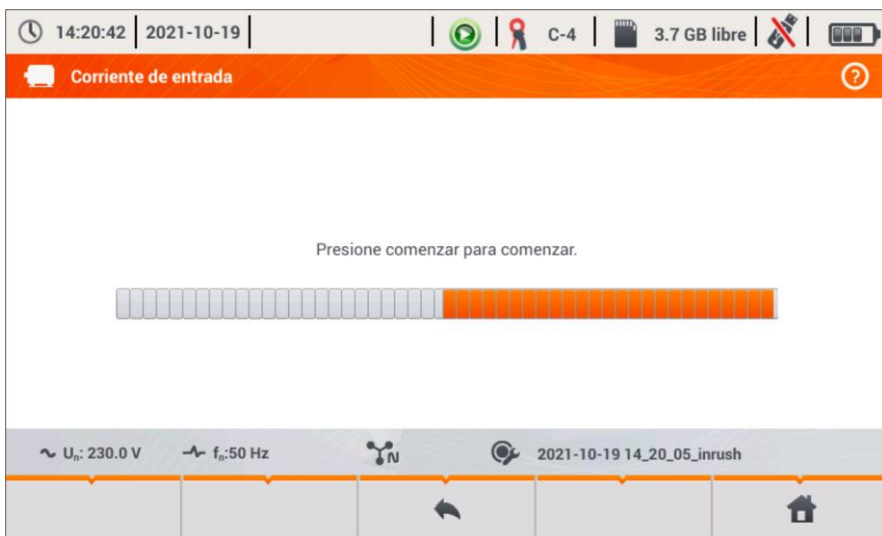 14:20:42 2021-10-19 C-4 3.7 GB libre
Corriente de entrada ?
Presione comenzar para comenzar.
Uₙ: 230.0 V fₙ:50 Hz N 2021-10-19 14_20_05_inrush